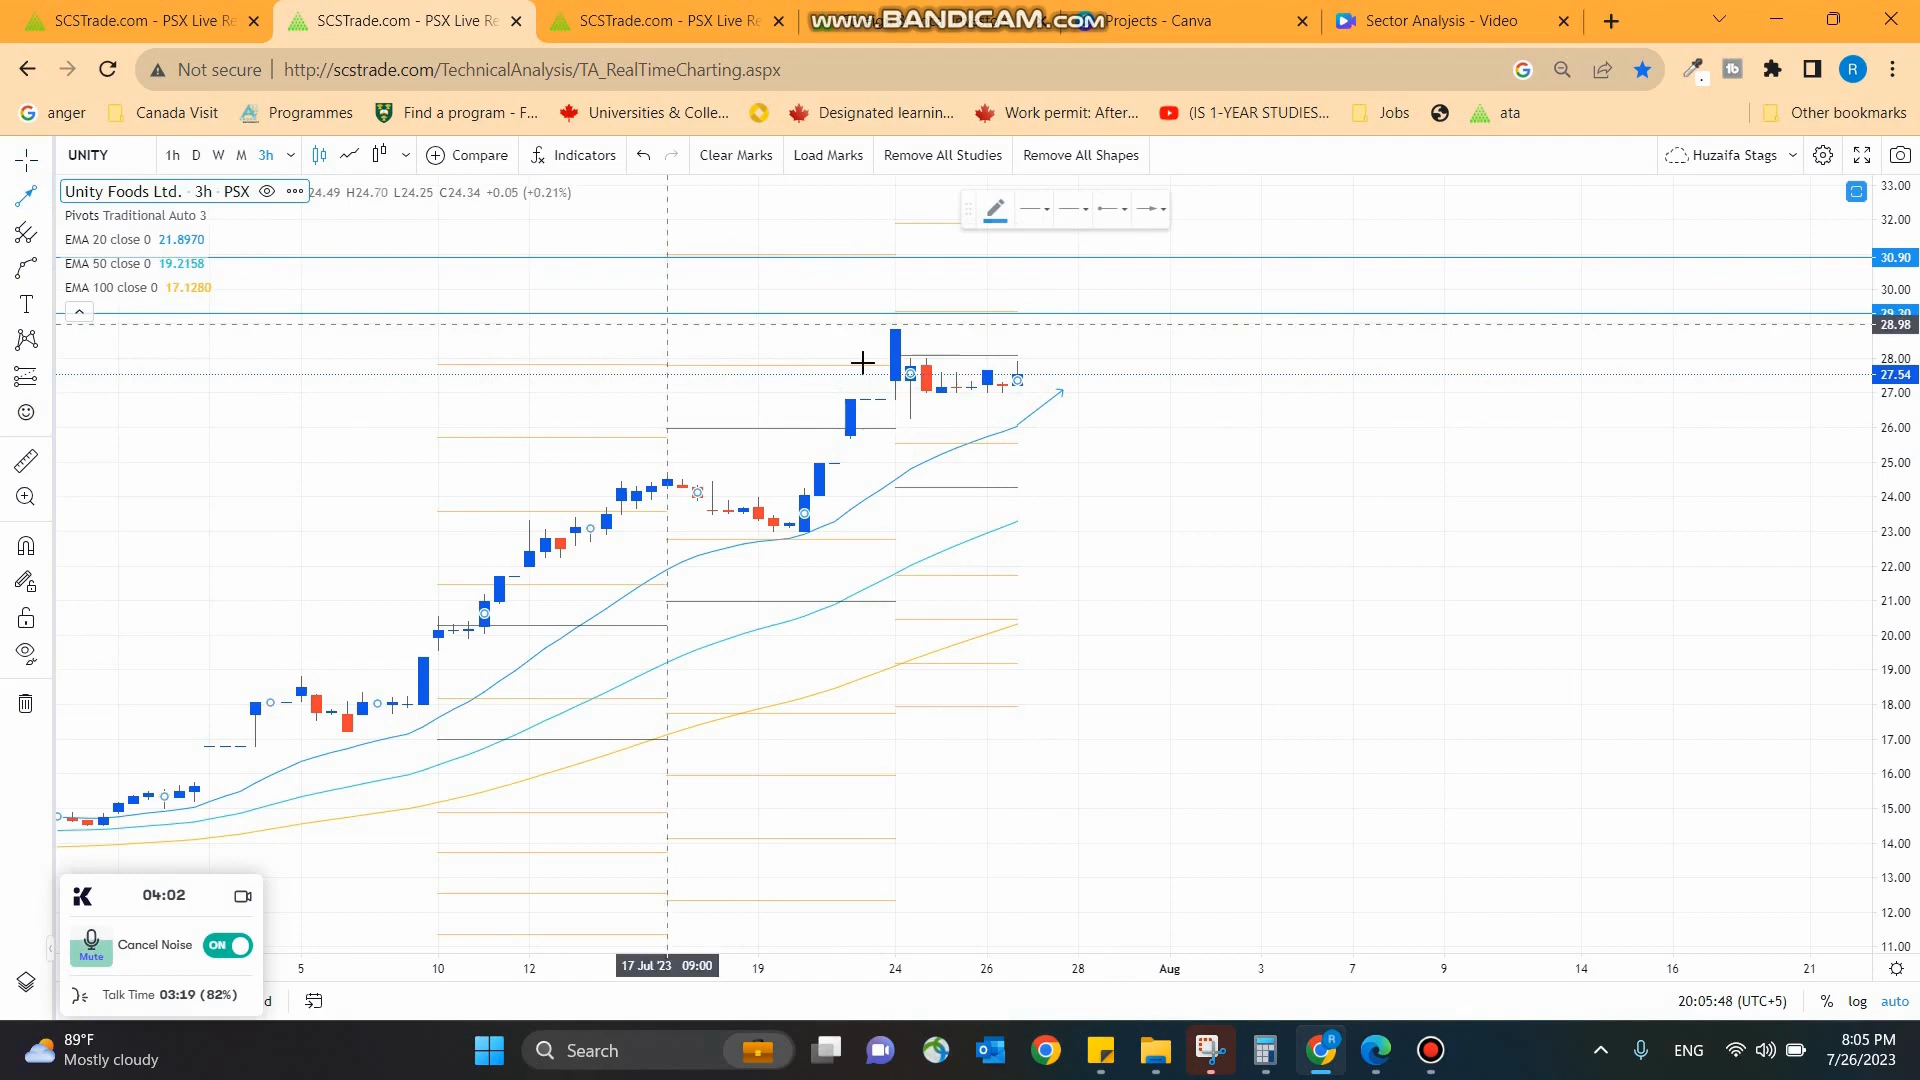 SCSTrade.com - PSX Live Re
SCSTrade.com - PSX Live Re
SCSTrade.com - PSX Live Re
www.BANDICAM.com
Projects - Canva
Sector Analysis - Video
Not secure
http://scstrade.com/TechnicalAnalysis/TA_RealTimeCharting.aspx
R
anger
Canada Visit
Programmes
Find a program - F...
Universities & Colle...
Designated learnin...
Work permit: After...
(IS 1-YEAR STUDIES...
Jobs
ata
Other bookmarks
UNITY
1h D W M 3h
Compare
Indicators
Clear Marks
Load Marks
Remove All Studies
Remove All Shapes
Huzaifa Stags
Unity Foods Ltd. · 3h · PSX
24.49 H24.70 L24.25 C24.34 +0.05 (+0.21%)
Pivots Traditional Auto 3
EMA 20 close 0 21.8970
EMA 50 close 0 19.2158
EMA 100 close 0 17.1280
33.00
32.00
30.90
30.00
29.30
28.98
28.00
27.54
27.00
26.00
25.00
24.00
23.00
22.00
21.00
20.00
19.00
18.00
17.00
16.00
15.00
14.00
13.00
12.00
11.00
04:02
Mute
Cancel Noise
ON
Talk Time 03:19 (82%)
5 10 12 17 Jul '23 09:00 19 24 26 28 Aug 3 7 9 14 16 21
d
20:05:48 (UTC+5)
% log auto
89°F
Mostly cloudy
Search
R
ENG
8:05 PM
7/26/2023